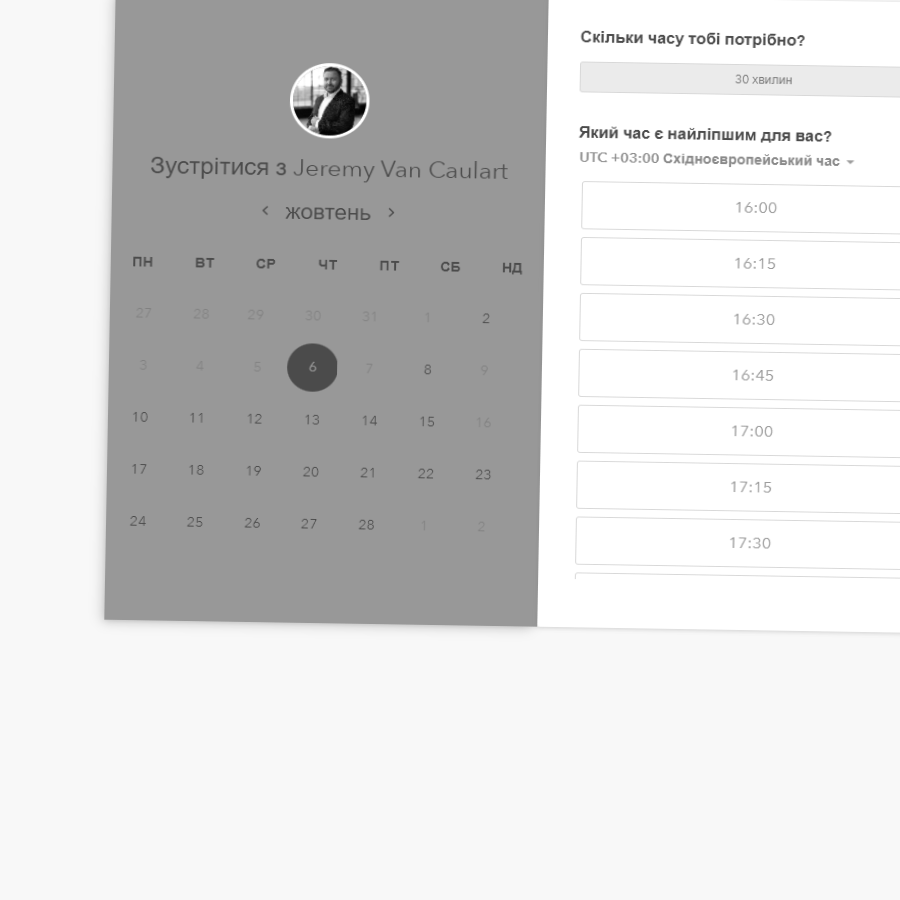 Зустрітися з Jeremy Van Caulart
жовтень
ПН ВТ СР ЧТ ПТ СБ НД
27 28 29 30 31 1 2
3 4 5 6 7 8 9
10 11 12 13 14 15 16
17 18 19 20 21 22 23
24 25 26 27 28 1 2
Скільки часу тобі потрібно?
30 хвилин
Який час є найліпшим для вас?
UTC +03:00 Східноєвропейський час
16:00
16:15
16:30
16:45
17:00
17:15
17:30